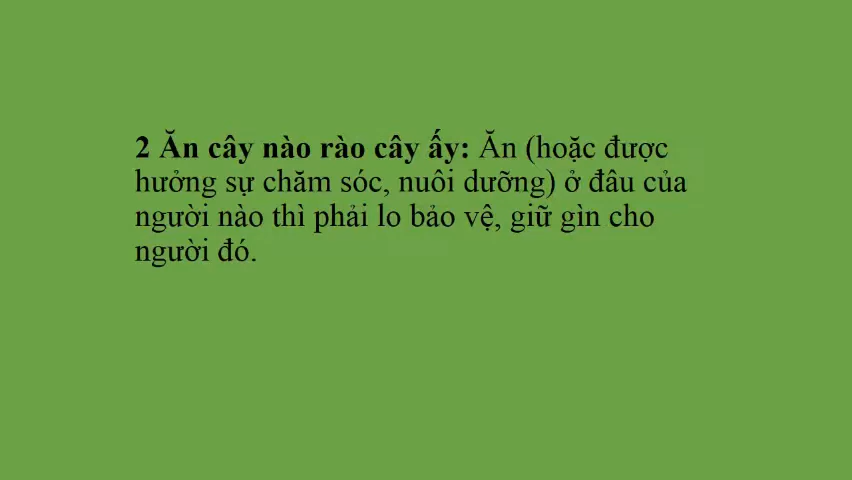 2 Ăn cây nào rào cây ấy: Ăn (hoặc được
hưởng sự chăm sóc, nuôi dưỡng) ở đâu của
người nào thì phải lo bảo vệ, giữ gìn cho
người đó.